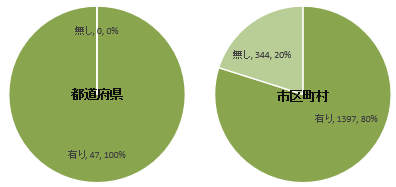 無し, 0, 0%
都道府県
有り, 47, 100%
無し, 344, 20%
市区町村
有り, 1397, 80%